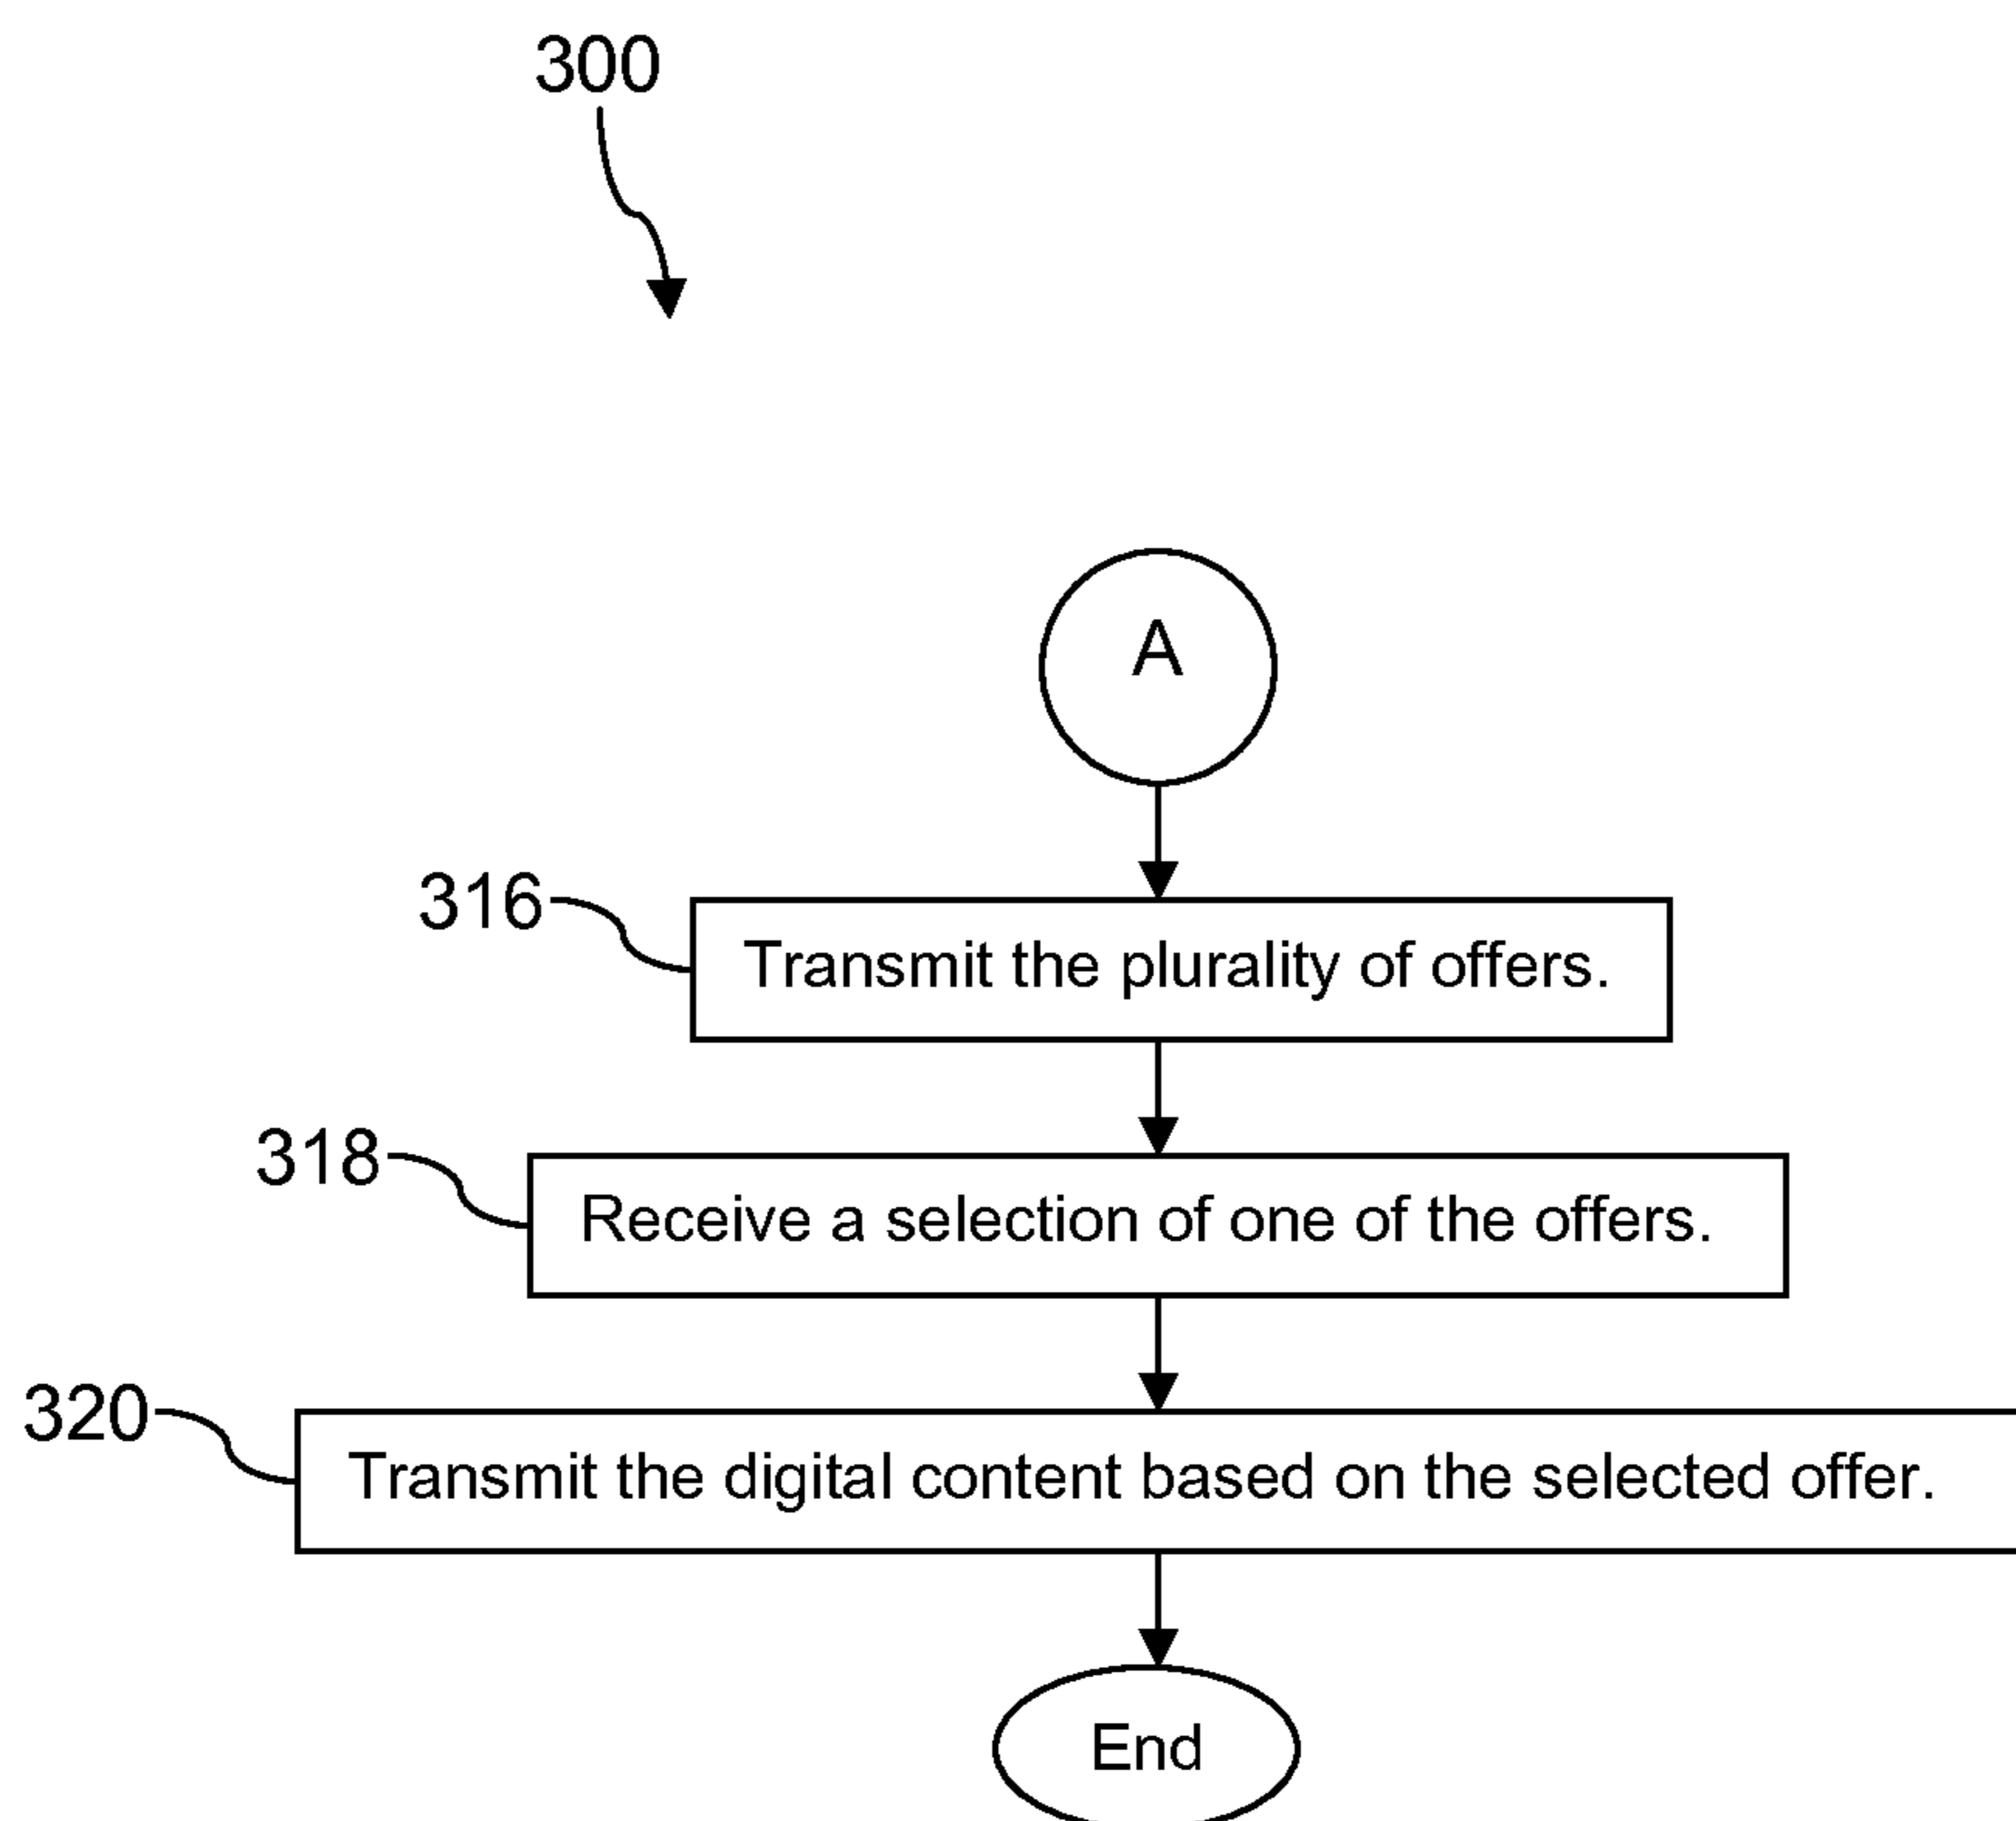 300
A
316
Transmit the plurality of offers.
318
Receive a selection of one of the offers.
320
Transmit the digital content based on the selected offer.
End